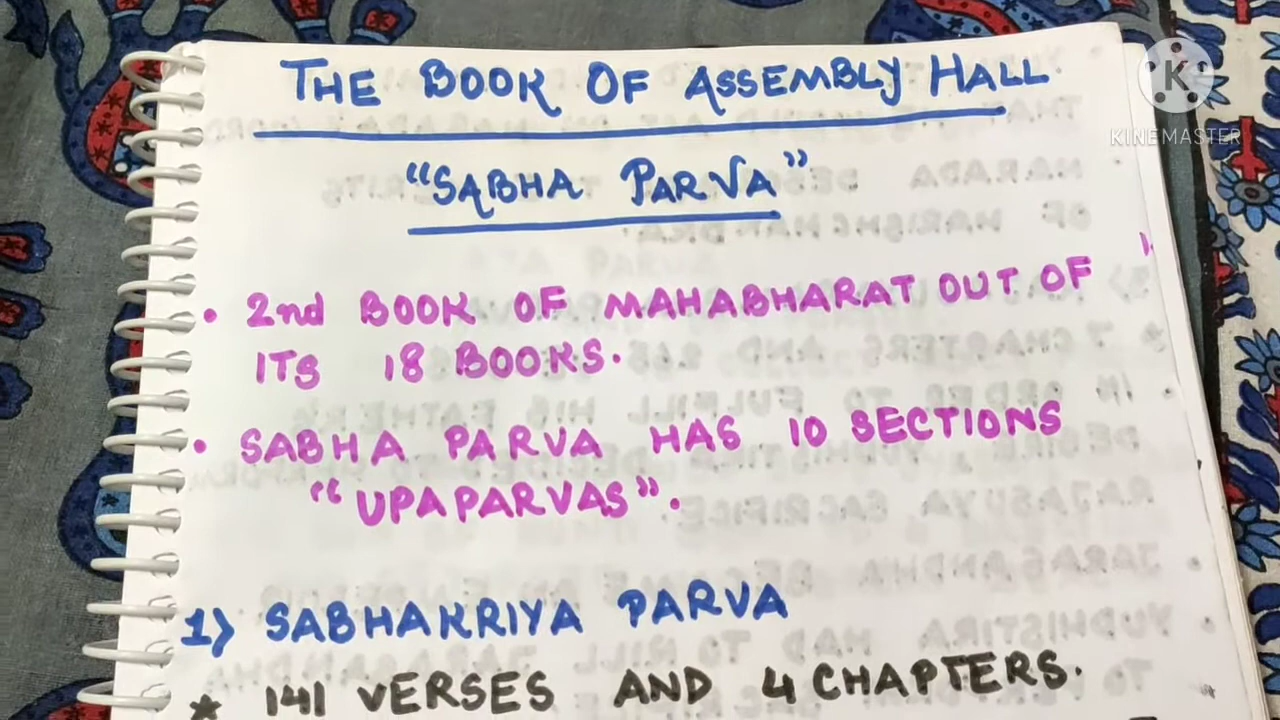 THE BOOK OF ASSEMBLY HALL
"SABHA PARVA"
• 2nd BOOK OF MAHABHARAT OUT OF
ITS 18 BOOKS.
• SABHA PARVA HAS 10 SECTIONS
"UPAPARVAS".
1) SABHAKRIYA PARVA
★ 141 VERSES AND 4 CHAPTERS.
K
KINEMASTER